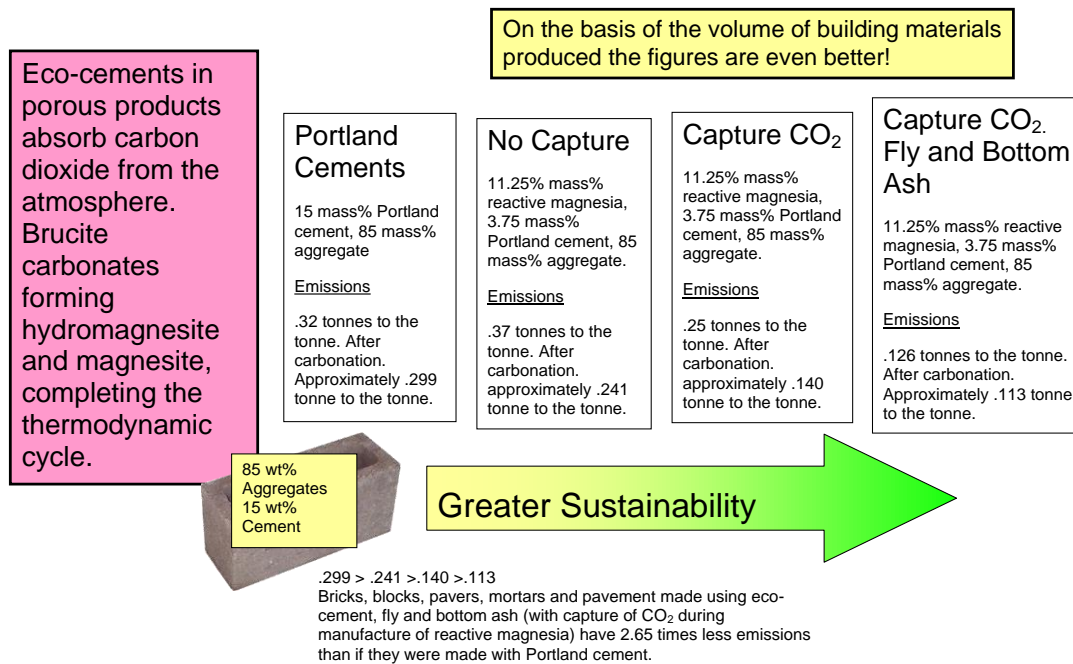 On the basis of the volume of building materials
produced the figures are even better!
Eco-cements in
porous products
absorb carbon
dioxide from the
atmosphere.
Brucite
carbonates
forming
hydromagnesite
and magnesite,
completing the
thermodynamic
cycle.
Portland
Cements
15 mass% Portland
cement, 85 mass%
aggregate
Emissions
.32 tonnes to the
tonne. After
carbonation.
Approximately .299
tonne to the tonne.
No Capture
11.25% mass%
reactive magnesia,
3.75 mass%
Portland cement, 85
mass% aggregate.
Emissions
.37 tonnes to the
tonne. After
carbonation.
approximately .241
tonne to the tonne.
Capture CO₂
11.25% mass%
reactive magnesia,
3.75 mass% Portland
cement, 85 mass%
aggregate.
Emissions
.25 tonnes to the
tonne. After
carbonation.
approximately .140
tonne to the tonne.
Capture CO₂.
Fly and Bottom
Ash
11.25% mass% reactive
magnesia, 3.75 mass%
Portland cement, 85
mass% aggregate.
Emissions
.126 tonnes to the tonne.
After carbonation.
Approximately .113 tonne
to the tonne.
85 wt%
Aggregates
15 wt%
Cement
Greater Sustainability
.299 > .241 >.140 >.113
Bricks, blocks, pavers, mortars and pavement made using eco-
cement, fly and bottom ash (with capture of CO₂ during
manufacture of reactive magnesia) have 2.65 times less emissions
than if they were made with Portland cement.